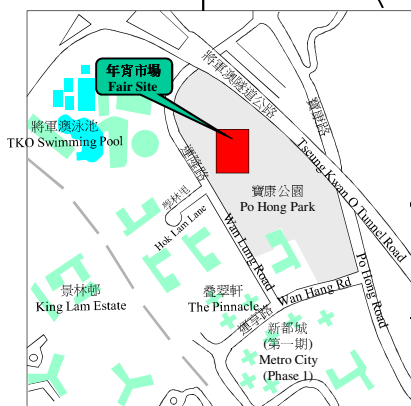 年宵市場
Fair Site
將軍澳隧道公路
寶康路
將軍澳泳池
TKO Swimming Pool
運隆路
寶康公園
Po Hong Park
Tseung Kwan O Tunnel Road
學林里
Hok Lam Lane
Wan Lung Road
景林邨
King Lam Estate
疊翠軒
The Pinnacle
Wan Hang Rd
Po Hong Road
運亨路
新都城
(第一期)
Metro City
(Phase 1)